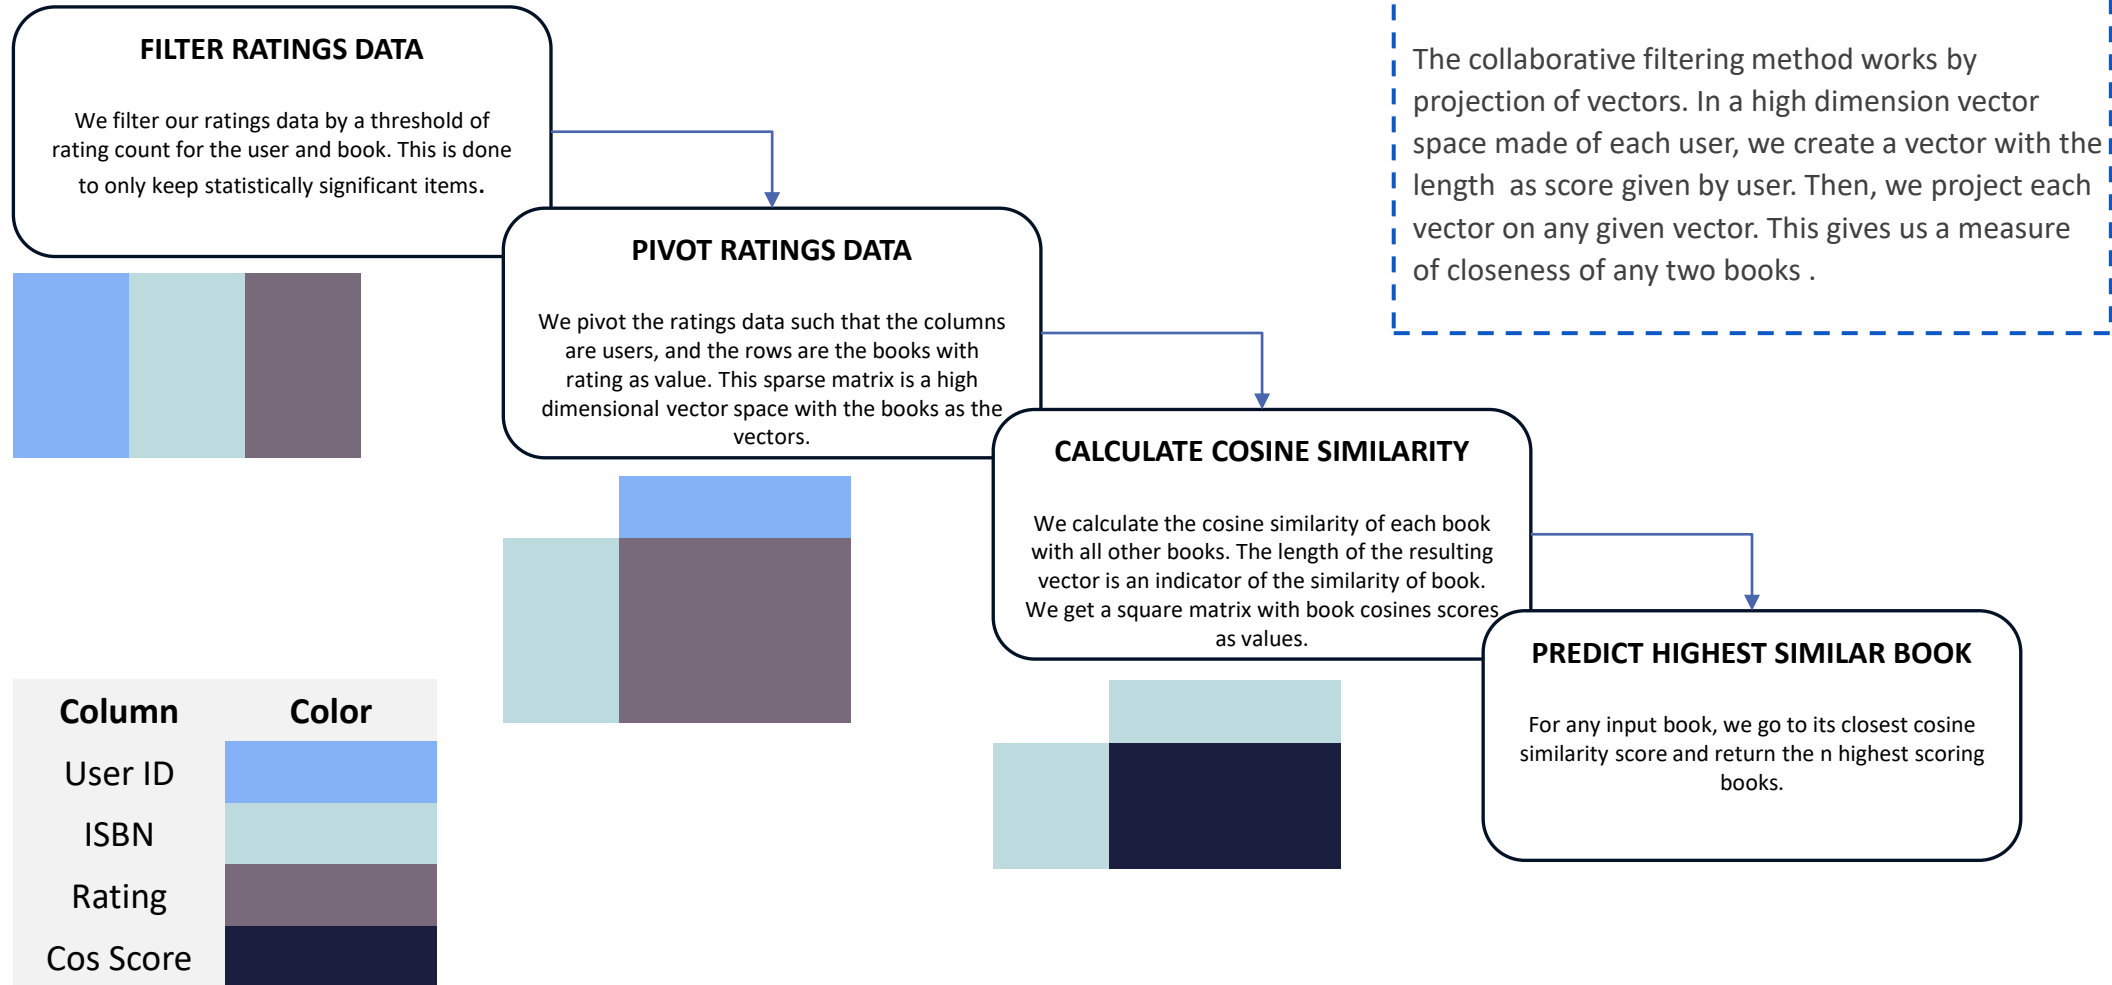 FILTER RATINGS DATA
We filter our ratings data by a threshold of
rating count for the user and book. This is done
to only keep statistically significant items.
The collaborative filtering method works by
projection of vectors. In a high dimension vector
space made of each user, we create a vector with the
length  as score given by user. Then, we project each
vector on any given vector. This gives us a measure
of closeness of any two books .
PIVOT RATINGS DATA
We pivot the ratings data such that the columns
are users, and the rows are the books with
rating as value. This sparse matrix is a high
dimensional vector space with the books as the
vectors.
CALCULATE COSINE SIMILARITY
We calculate the cosine similarity of each book
with all other books. The length of the resulting
vector is an indicator of the similarity of book.
We get a square matrix with book cosines scores
as values.
PREDICT HIGHEST SIMILAR BOOK
For any input book, we go to its closest cosine
similarity score and return the n highest scoring
books.
Column Color
User ID
ISBN
Rating
Cos Score